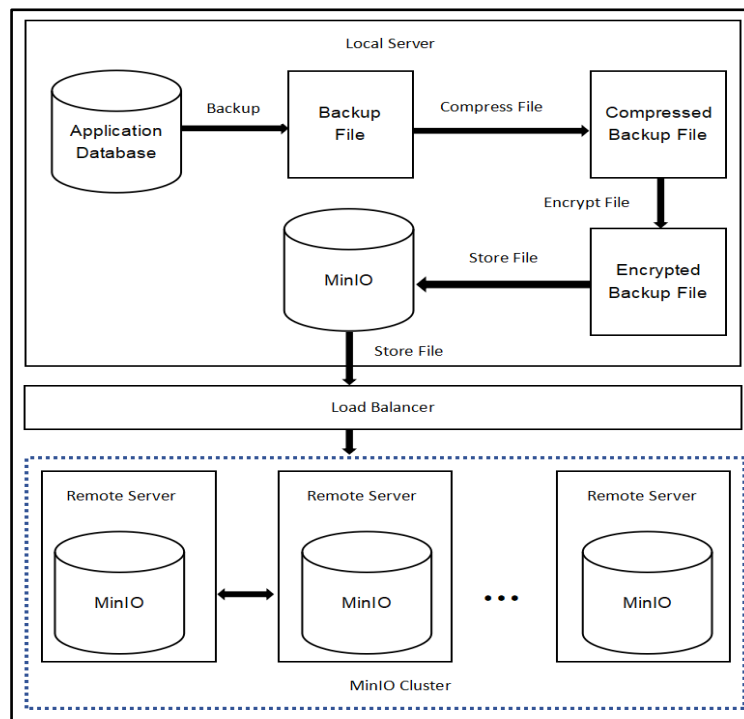 Local Server
Application
Database
Backup
Backup
File
Compress File
Compressed
Backup File
Encrypt File
Encrypted
Backup File
Store File
MinIO
Store File
Load Balancer
Remote Server
MinIO
Remote Server
MinIO
...
Remote Server
MinIO
MinIO Cluster